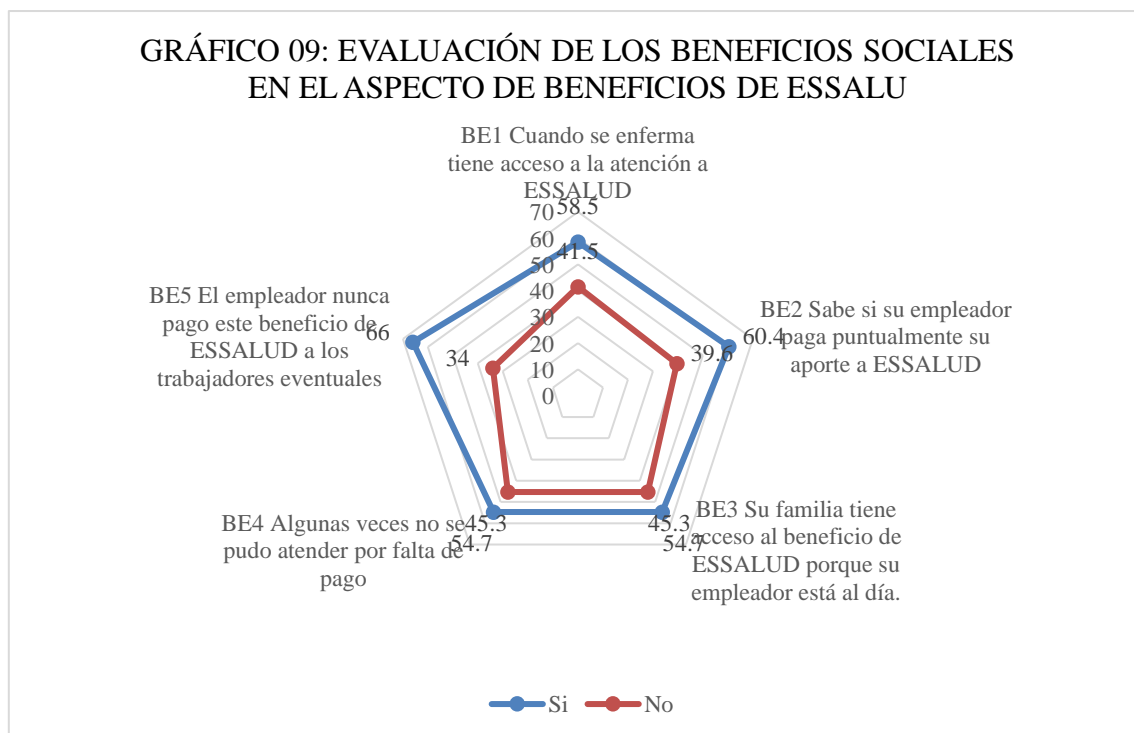 GRÁFICO 09: EVALUACIÓN DE LOS BENEFICIOS SOCIALES
EN EL ASPECTO DE BENEFICIOS DE ESSALU
BE1 Cuando se enferma
tiene acceso a la atención a
ESSALUD
58.5
41.5
70
60
50
40
30
20
10
0
BE2 Sabe si su empleador
paga puntualmente su
aporte a ESSALUD
60.4
39.6
BE3 Su familia tiene
acceso al beneficio de
ESSALUD porque su
empleador está al día.
45.3
54.7
BE4 Algunas veces no se
pudo atender por falta de
pago
45.3
54.7
BE5 El empleador nunca
pago este beneficio de
ESSALUD a los
trabajadores eventuales
66
34
Si
No